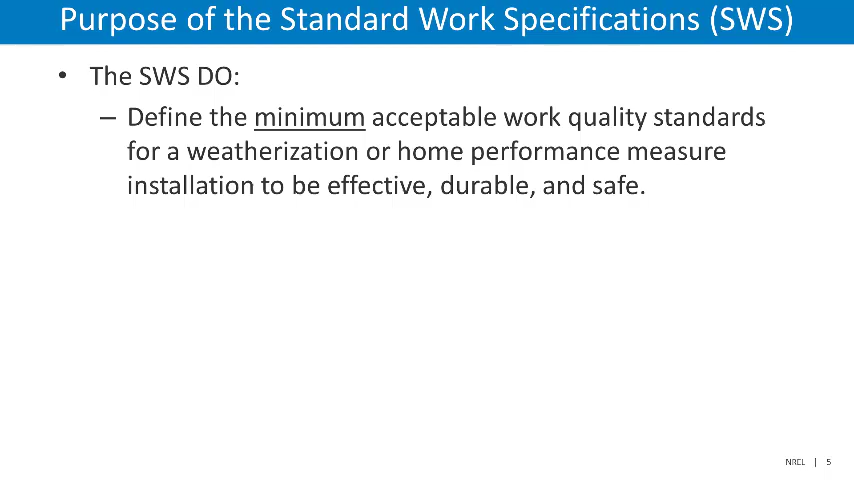 Purpose of the Standard Work Specifications (SWS)
• The SWS DO:
– Define the minimum acceptable work quality standards
for a weatherization or home performance measure
installation to be effective, durable, and safe.
NREL | 5